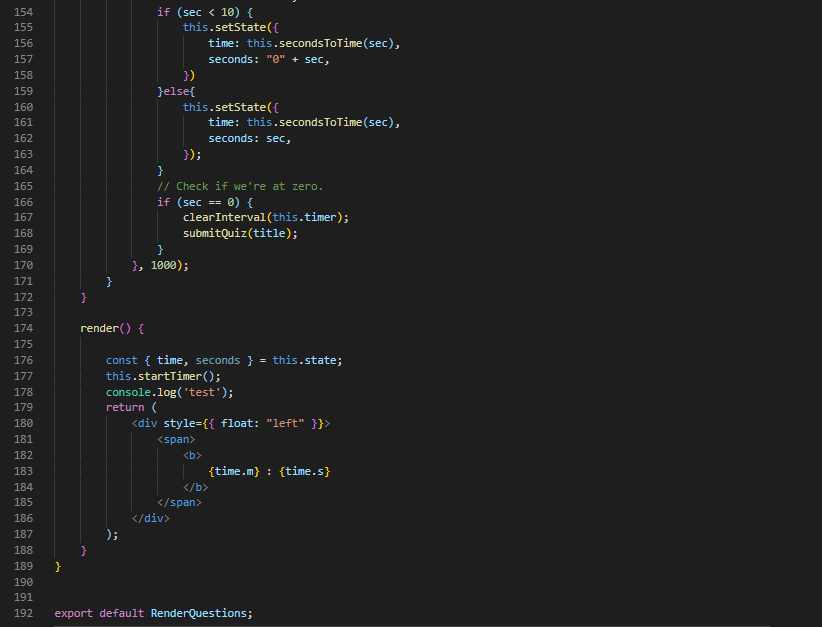 154 if (sec < 10) {
155 this.setState({
156 time: this.secondsToTime(sec),
157 seconds: "0" + sec,
158 })
159 }else{
160 this.setState({
161 time: this.secondsToTime(sec),
162 seconds: sec,
163 });
164 }
165 // Check if we're at zero.
166 if (sec == 0) {
167 clearInterval(this.timer);
168 submitQuiz(title);
169 }
170 }, 1000);
171 }
172 }
173
174 render() {
175
176 const { time, seconds } = this.state;
177 this.startTimer();
178 console.log('test');
179 return (
180 <div style={{ float: "left" }}>
181 <span>
182 <b>
183 {time.m} : {time.s}
184 </b>
185 </span>
186 </div>
187 );
188 }
189 }
190
191
192 export default RenderQuestions;